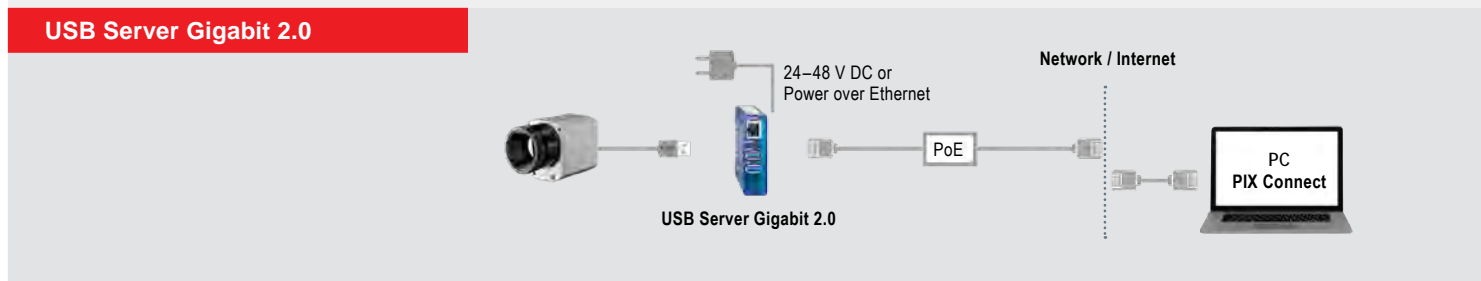 USB Server Gigabit 2.0
Network / Internet
24–48 V DC or
Power over Ethernet
PoE
PC
PIX Connect
USB Server Gigabit 2.0